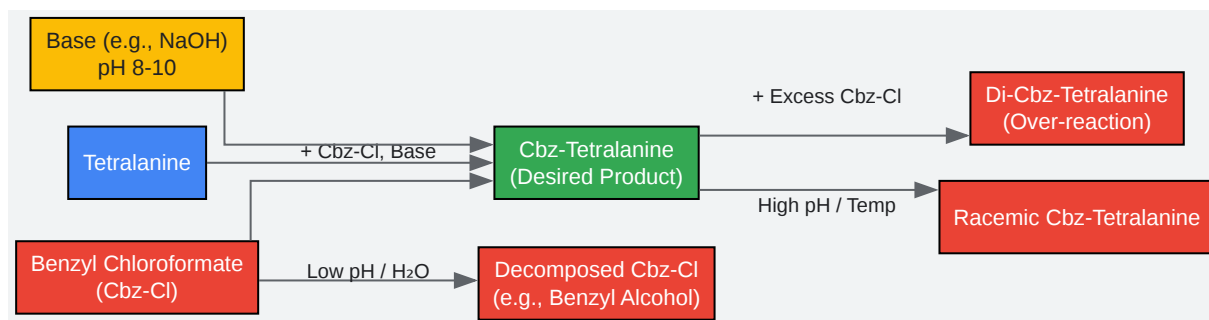 Base (e.g., NaOH)
pH 8-10
+ Excess Cbz-Cl
Di-Cbz-Tetralanine
(Over-reaction)
Tetralanine
+ Cbz-Cl, Base
Cbz-Tetralanine
(Desired Product)
High pH / Temp
Racemic Cbz-Tetralanine
Benzyl Chloroformate
(Cbz-Cl)
Low pH / H₂O
Decomposed Cbz-Cl
(e.g., Benzyl Alcohol)